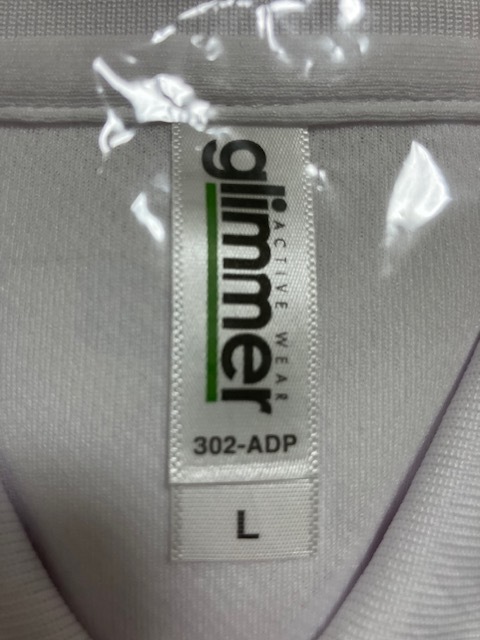 glimmer
ACTIVE WEAR
302-ADP
L